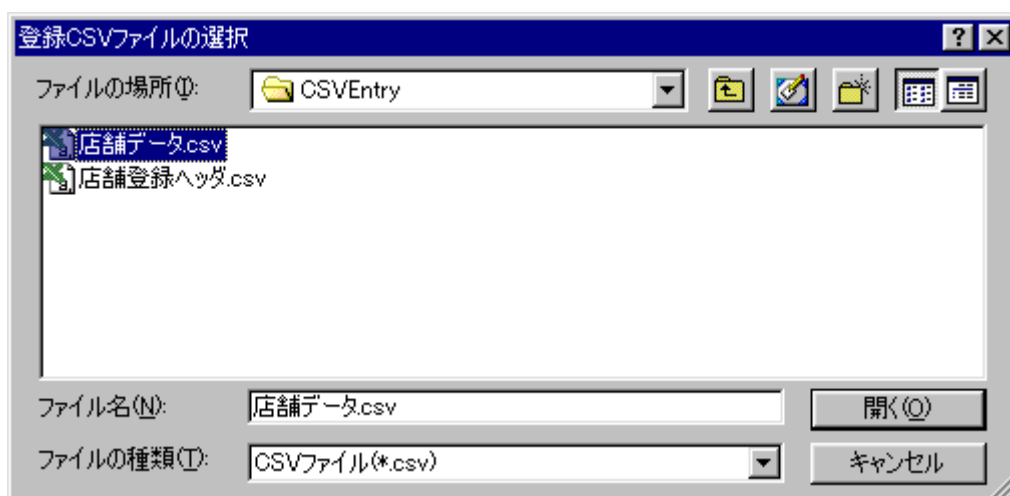 登録CSVファイルの選択
ファイルの場所(I):
CSVEntry
店舗データ.csv
店舗登録ヘッダ.csv
ファイル名(N):
店舗データ.csv
開く(O)
ファイルの種類(T):
CSVファイル(*.csv)
キャンセル